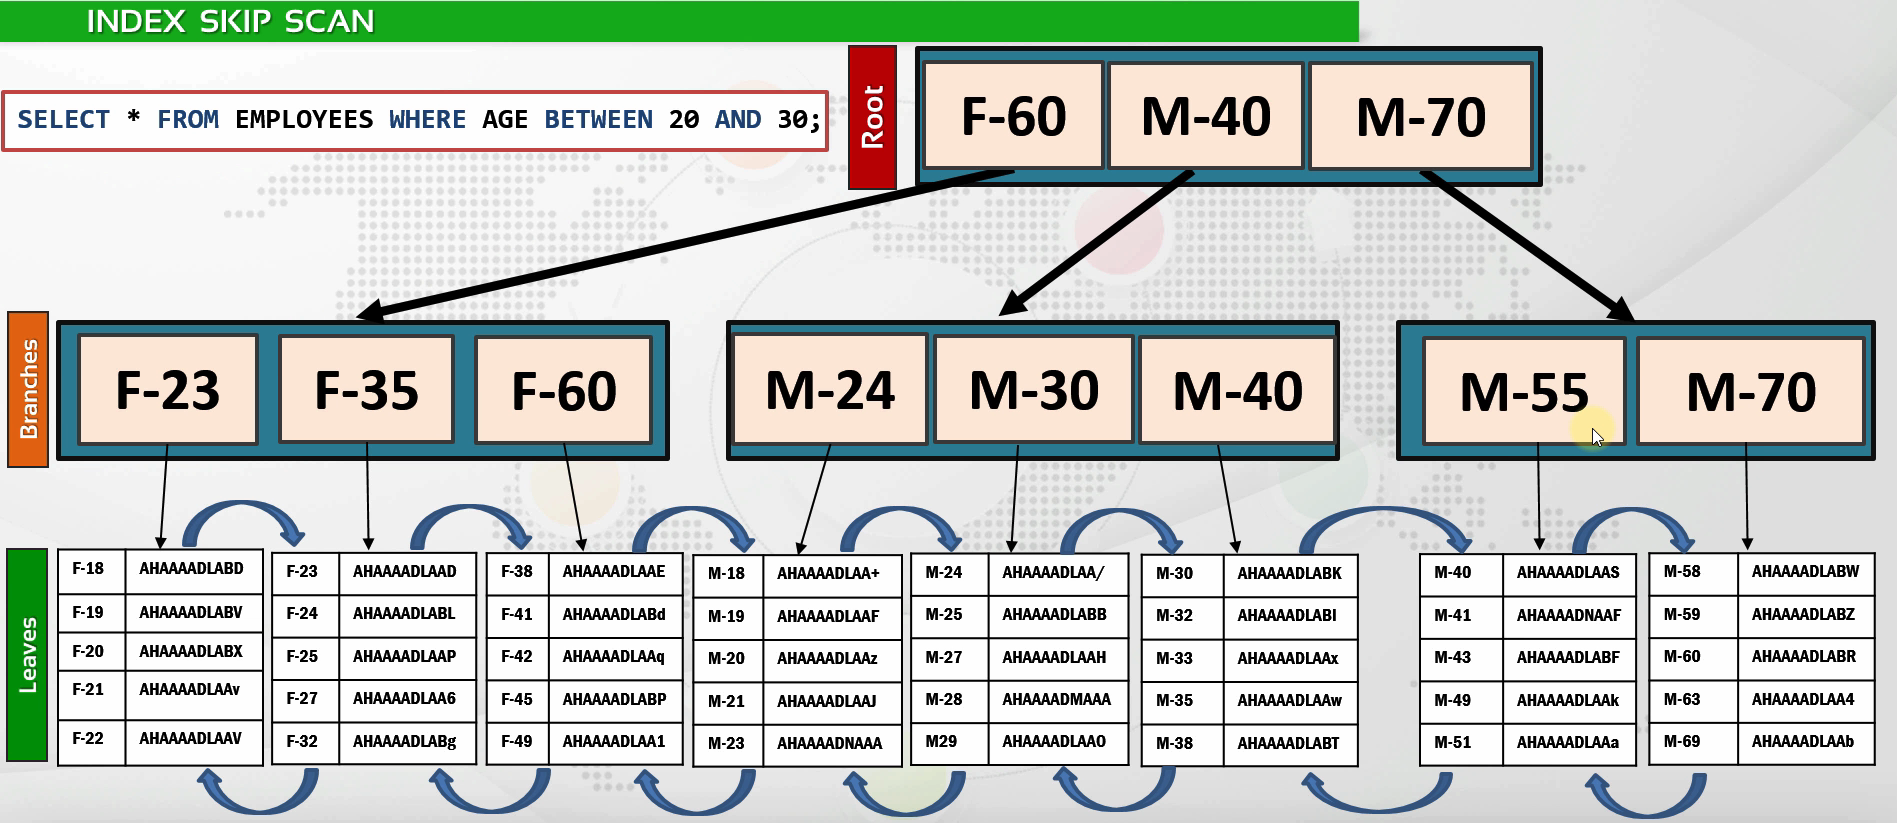 INDEX SKIP SCAN
SELECT * FROM EMPLOYEES WHERE AGE BETWEEN 20 AND 30;
Root
F-60 M-40 M-70
Branches
F-23 F-35 F-60 M-24 M-30 M-40 M-55 M-70
Leaves
F-18 AHAAAADLABD
F-19 AHAAAADLABV
F-20 AHAAAADLABX
F-21 AHAAAADLAAv
F-22 AHAAAADLAAV
F-23 AHAAAADLAAD
F-24 AHAAAADLABL
F-25 AHAAAADLAAP
F-27 AHAAAADLAA6
F-32 AHAAAADLABg
F-38 AHAAAADLAAE
F-41 AHAAAADLABd
F-42 AHAAAADLAAq
F-45 AHAAAADLABP
F-49 AHAAAADLAA1
M-18 AHAAAADLAA+
M-19 AHAAAADLAAF
M-20 AHAAAADLAAz
M-21 AHAAAADLAAJ
M-23 AHAAAADNAAA
M-24 AHAAAADLAA/
M-25 AHAAAADLABB
M-27 AHAAAADLAAH
M-28 AHAAAADMAAA
M29 AHAAAADLAAO
M-30 AHAAAADLABK
M-32 AHAAAADLABI
M-33 AHAAAADLAAx
M-35 AHAAAADLAAw
M-38 AHAAAADLABT
M-40 AHAAAADLAAS
M-41 AHAAAADNAAF
M-43 AHAAAADLABF
M-49 AHAAAADLAAk
M-51 AHAAAADLAAa
M-58 AHAAAADLABW
M-59 AHAAAADLABZ
M-60 AHAAAADLABR
M-63 AHAAAADLAA4
M-69 AHAAAADLAAb